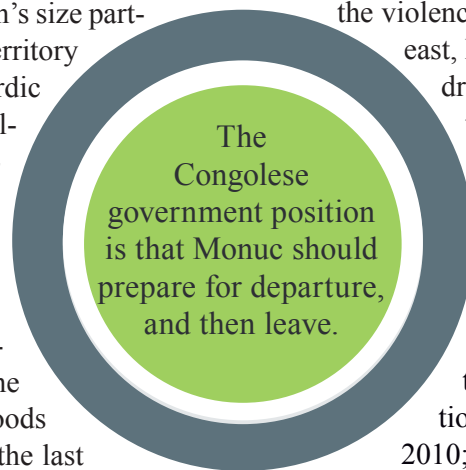 's size part-
erritory
rdic
l-
-
oods
the last
The
Congolese
government position
is that Monuc should
prepare for departure,
and then leave.
the violenc
east,
dr
t
tio
2010;